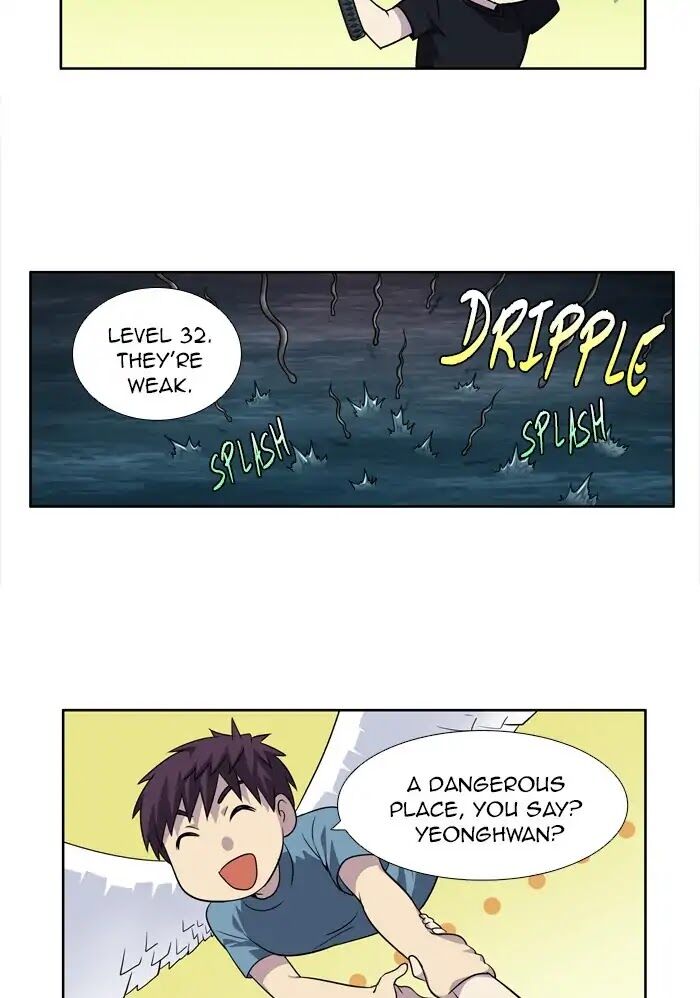 LEVEL 32.
THEY'RE
WEAK.
DRIPPLE
SPLASH
SPLASH
A DANGEROUS
PLACE, YOU SAY?
YEONGHWAN?